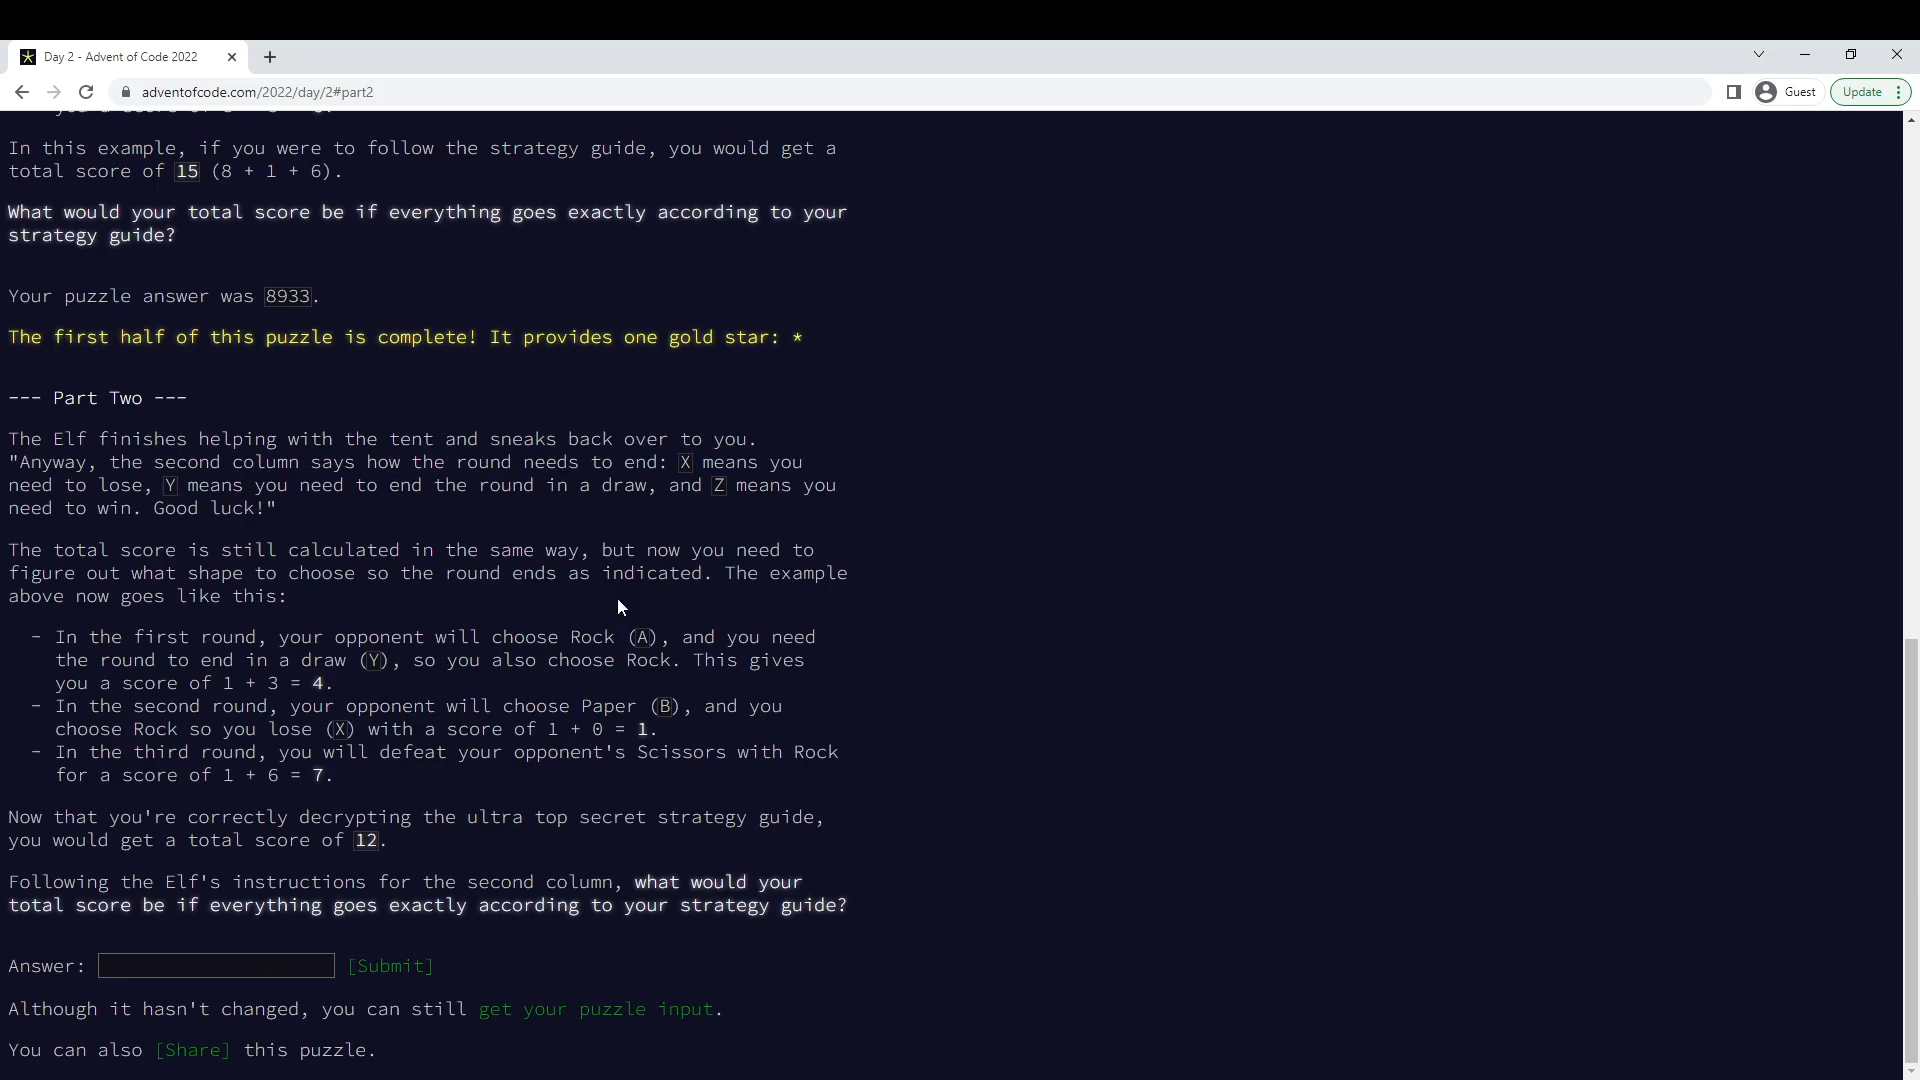 Day 2 - Advent of Code 2022
adventofcode.com/2022/day/2#part2
Guest
Update
In this example, if you were to follow the strategy guide, you would get a
total score of 15 (8 + 1 + 6).
What would your total score be if everything goes exactly according to your
strategy guide?
Your puzzle answer was 8933.
The first half of this puzzle is complete! It provides one gold star: *
--- Part Two ---
The Elf finishes helping with the tent and sneaks back over to you.
"Anyway, the second column says how the round needs to end: X means you
need to lose, Y means you need to end the round in a draw, and Z means you
need to win. Good luck!"
The total score is still calculated in the same way, but now you need to
figure out what shape to choose so the round ends as indicated. The example
above now goes like this:
- In the first round, your opponent will choose Rock (A), and you need
the round to end in a draw (Y), so you also choose Rock. This gives
you a score of 1 + 3 = 4.
- In the second round, your opponent will choose Paper (B), and you
choose Rock so you lose (X) with a score of 1 + 0 = 1.
- In the third round, you will defeat your opponent's Scissors with Rock
for a score of 1 + 6 = 7.
Now that you're correctly decrypting the ultra top secret strategy guide,
you would get a total score of 12.
Following the Elf's instructions for the second column, what would your
total score be if everything goes exactly according to your strategy guide?
Answer: [Submit]
Although it hasn't changed, you can still get your puzzle input.
You can also [Share] this puzzle.